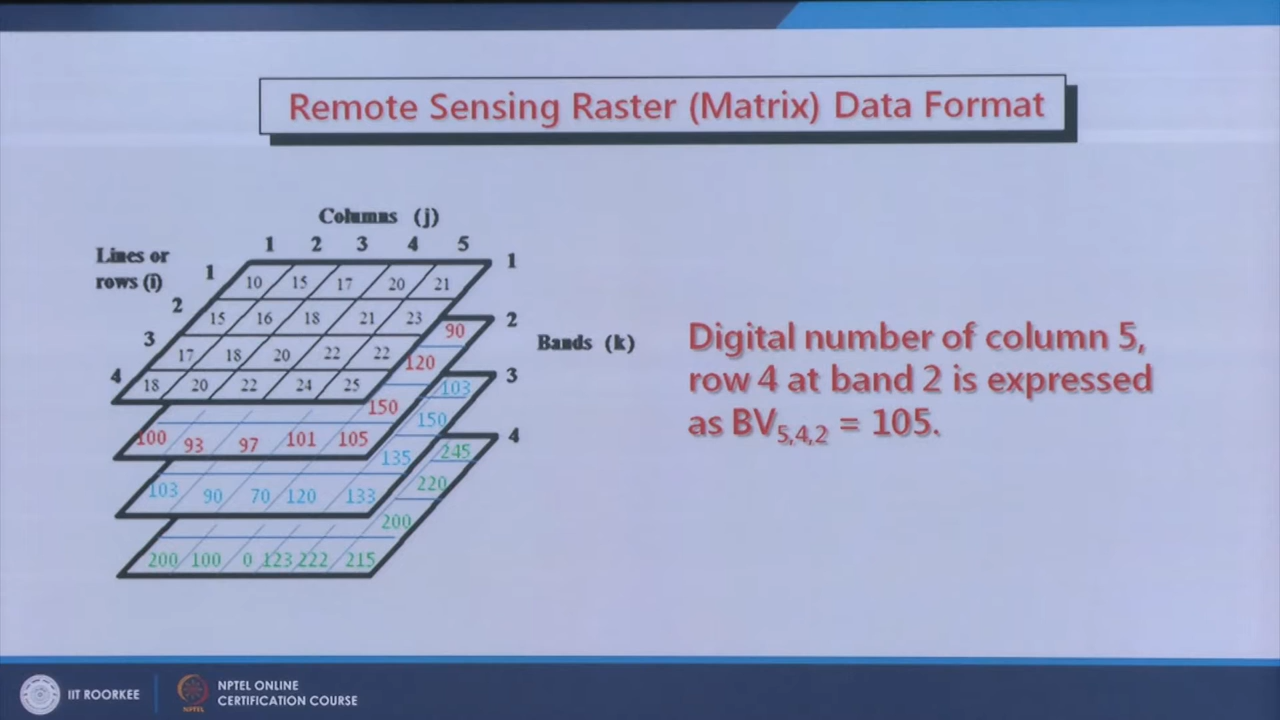 Remote Sensing Raster (Matrix) Data Format
Columns (j)
1 2 3 4 5
Lines or
rows (i)
1
2
3
4
10 15 17 20 21
15 16 18 21 23
17 18 20 22 22
18 20 22 24 25
1
2
3
4
Bands (k)
90
120
150
100 93 97 101 105
103
150
135
103 90 70 120 133
245
220
200
200 100 0 123 222 215
Digital number of column 5,
row 4 at band 2 is expressed
as BV5,4,2 = 105.
IIT ROORKEE
NPTEL
NPTEL ONLINE
CERTIFICATION COURSE